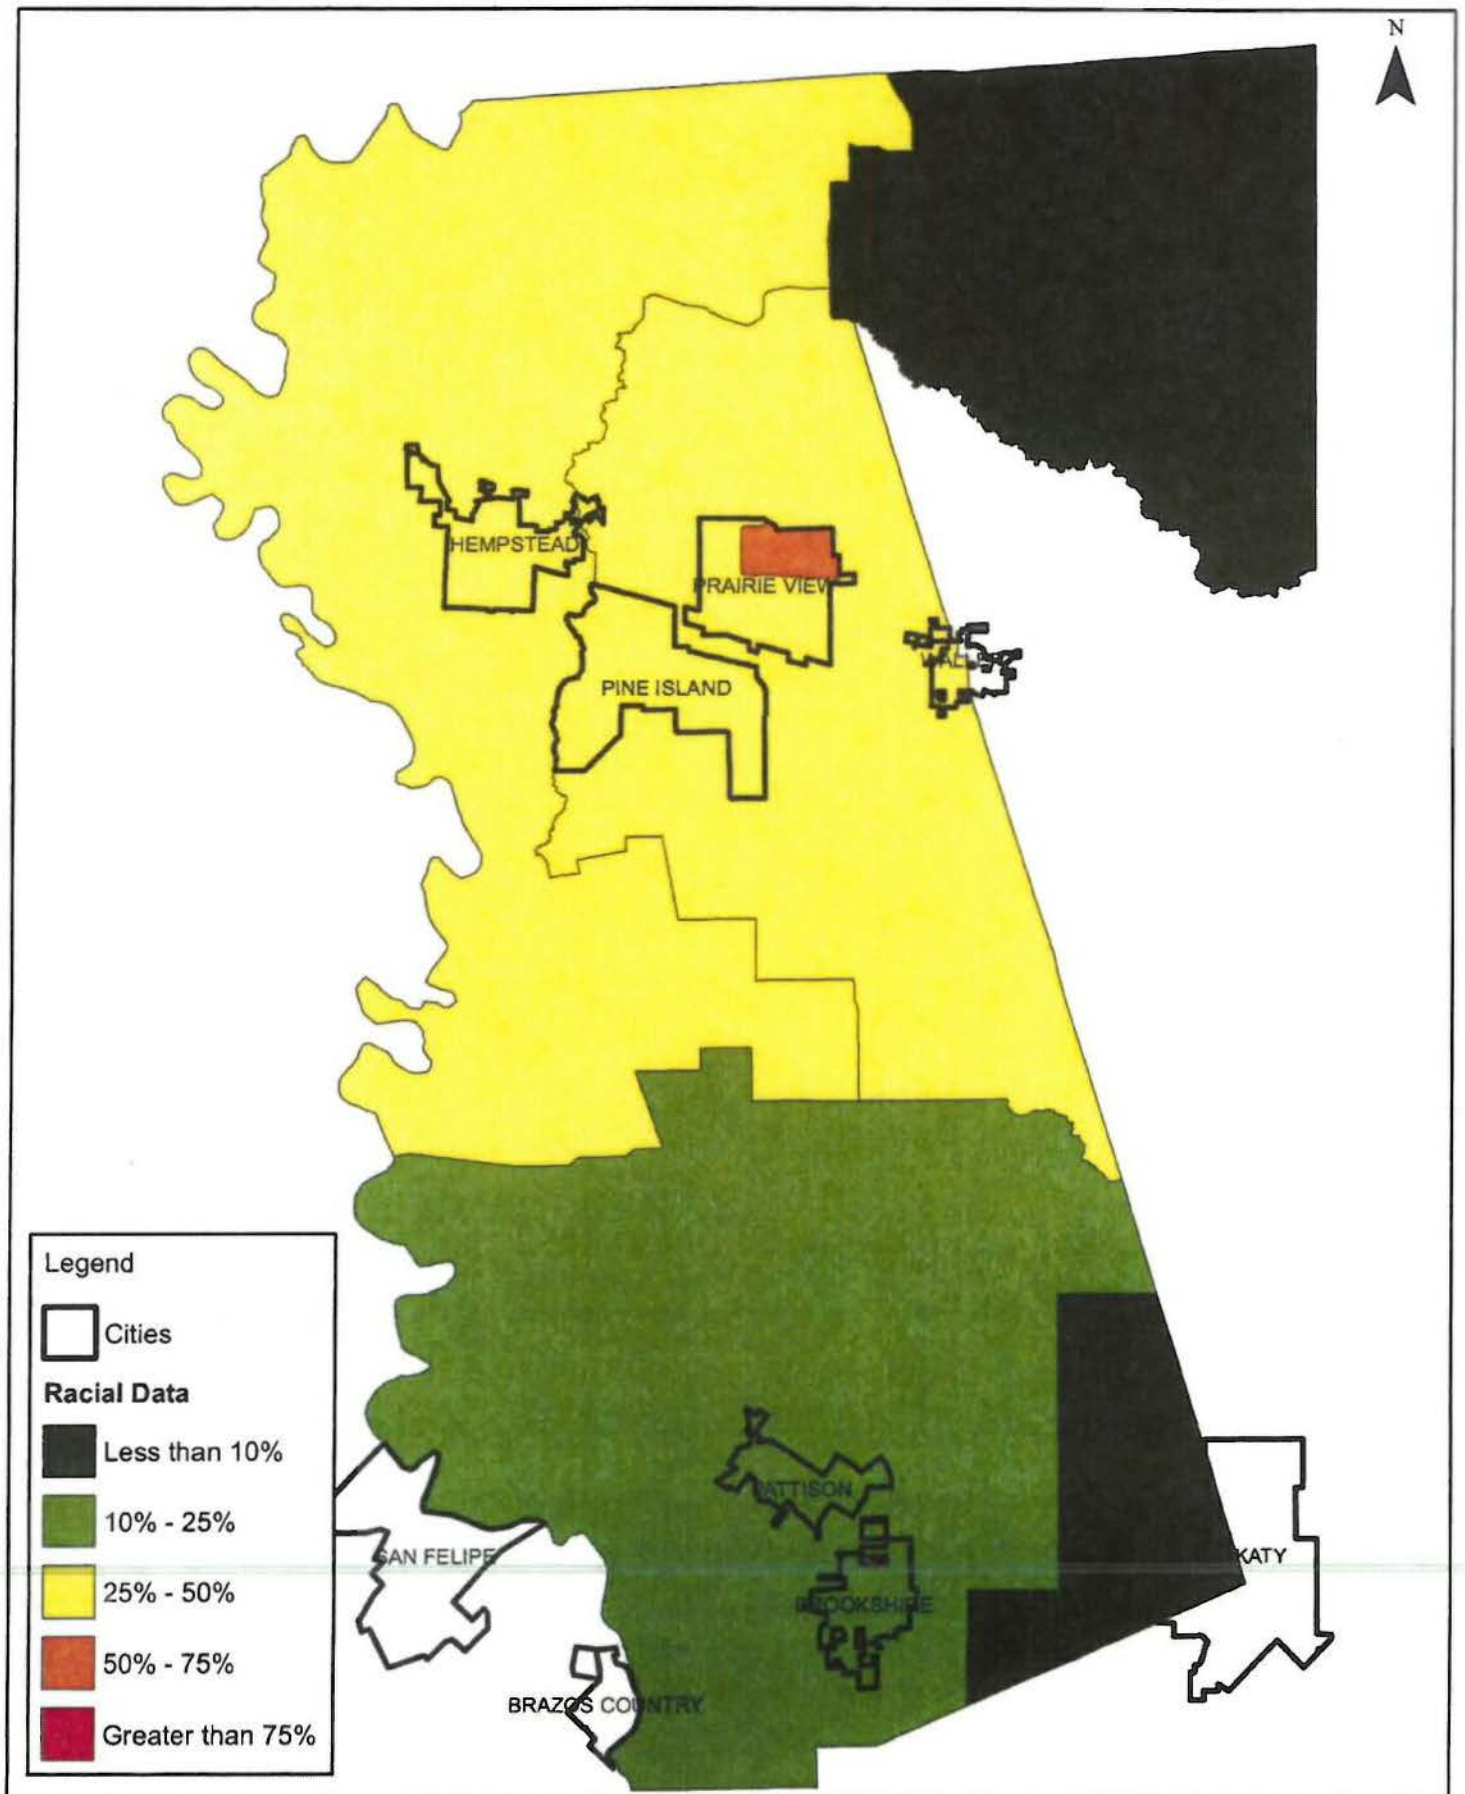 N
HEMPSTEAD
PRAIRIE VIEW
PINE ISLAND
Legend
Cities
Racial Data
Less than 10%
10% - 25%
25% - 50%
50% - 75%
Greater than 75%
PATTISON
SAN FELIPE
KATY
BROOKSHIRE
BRAZOS COUNTRY